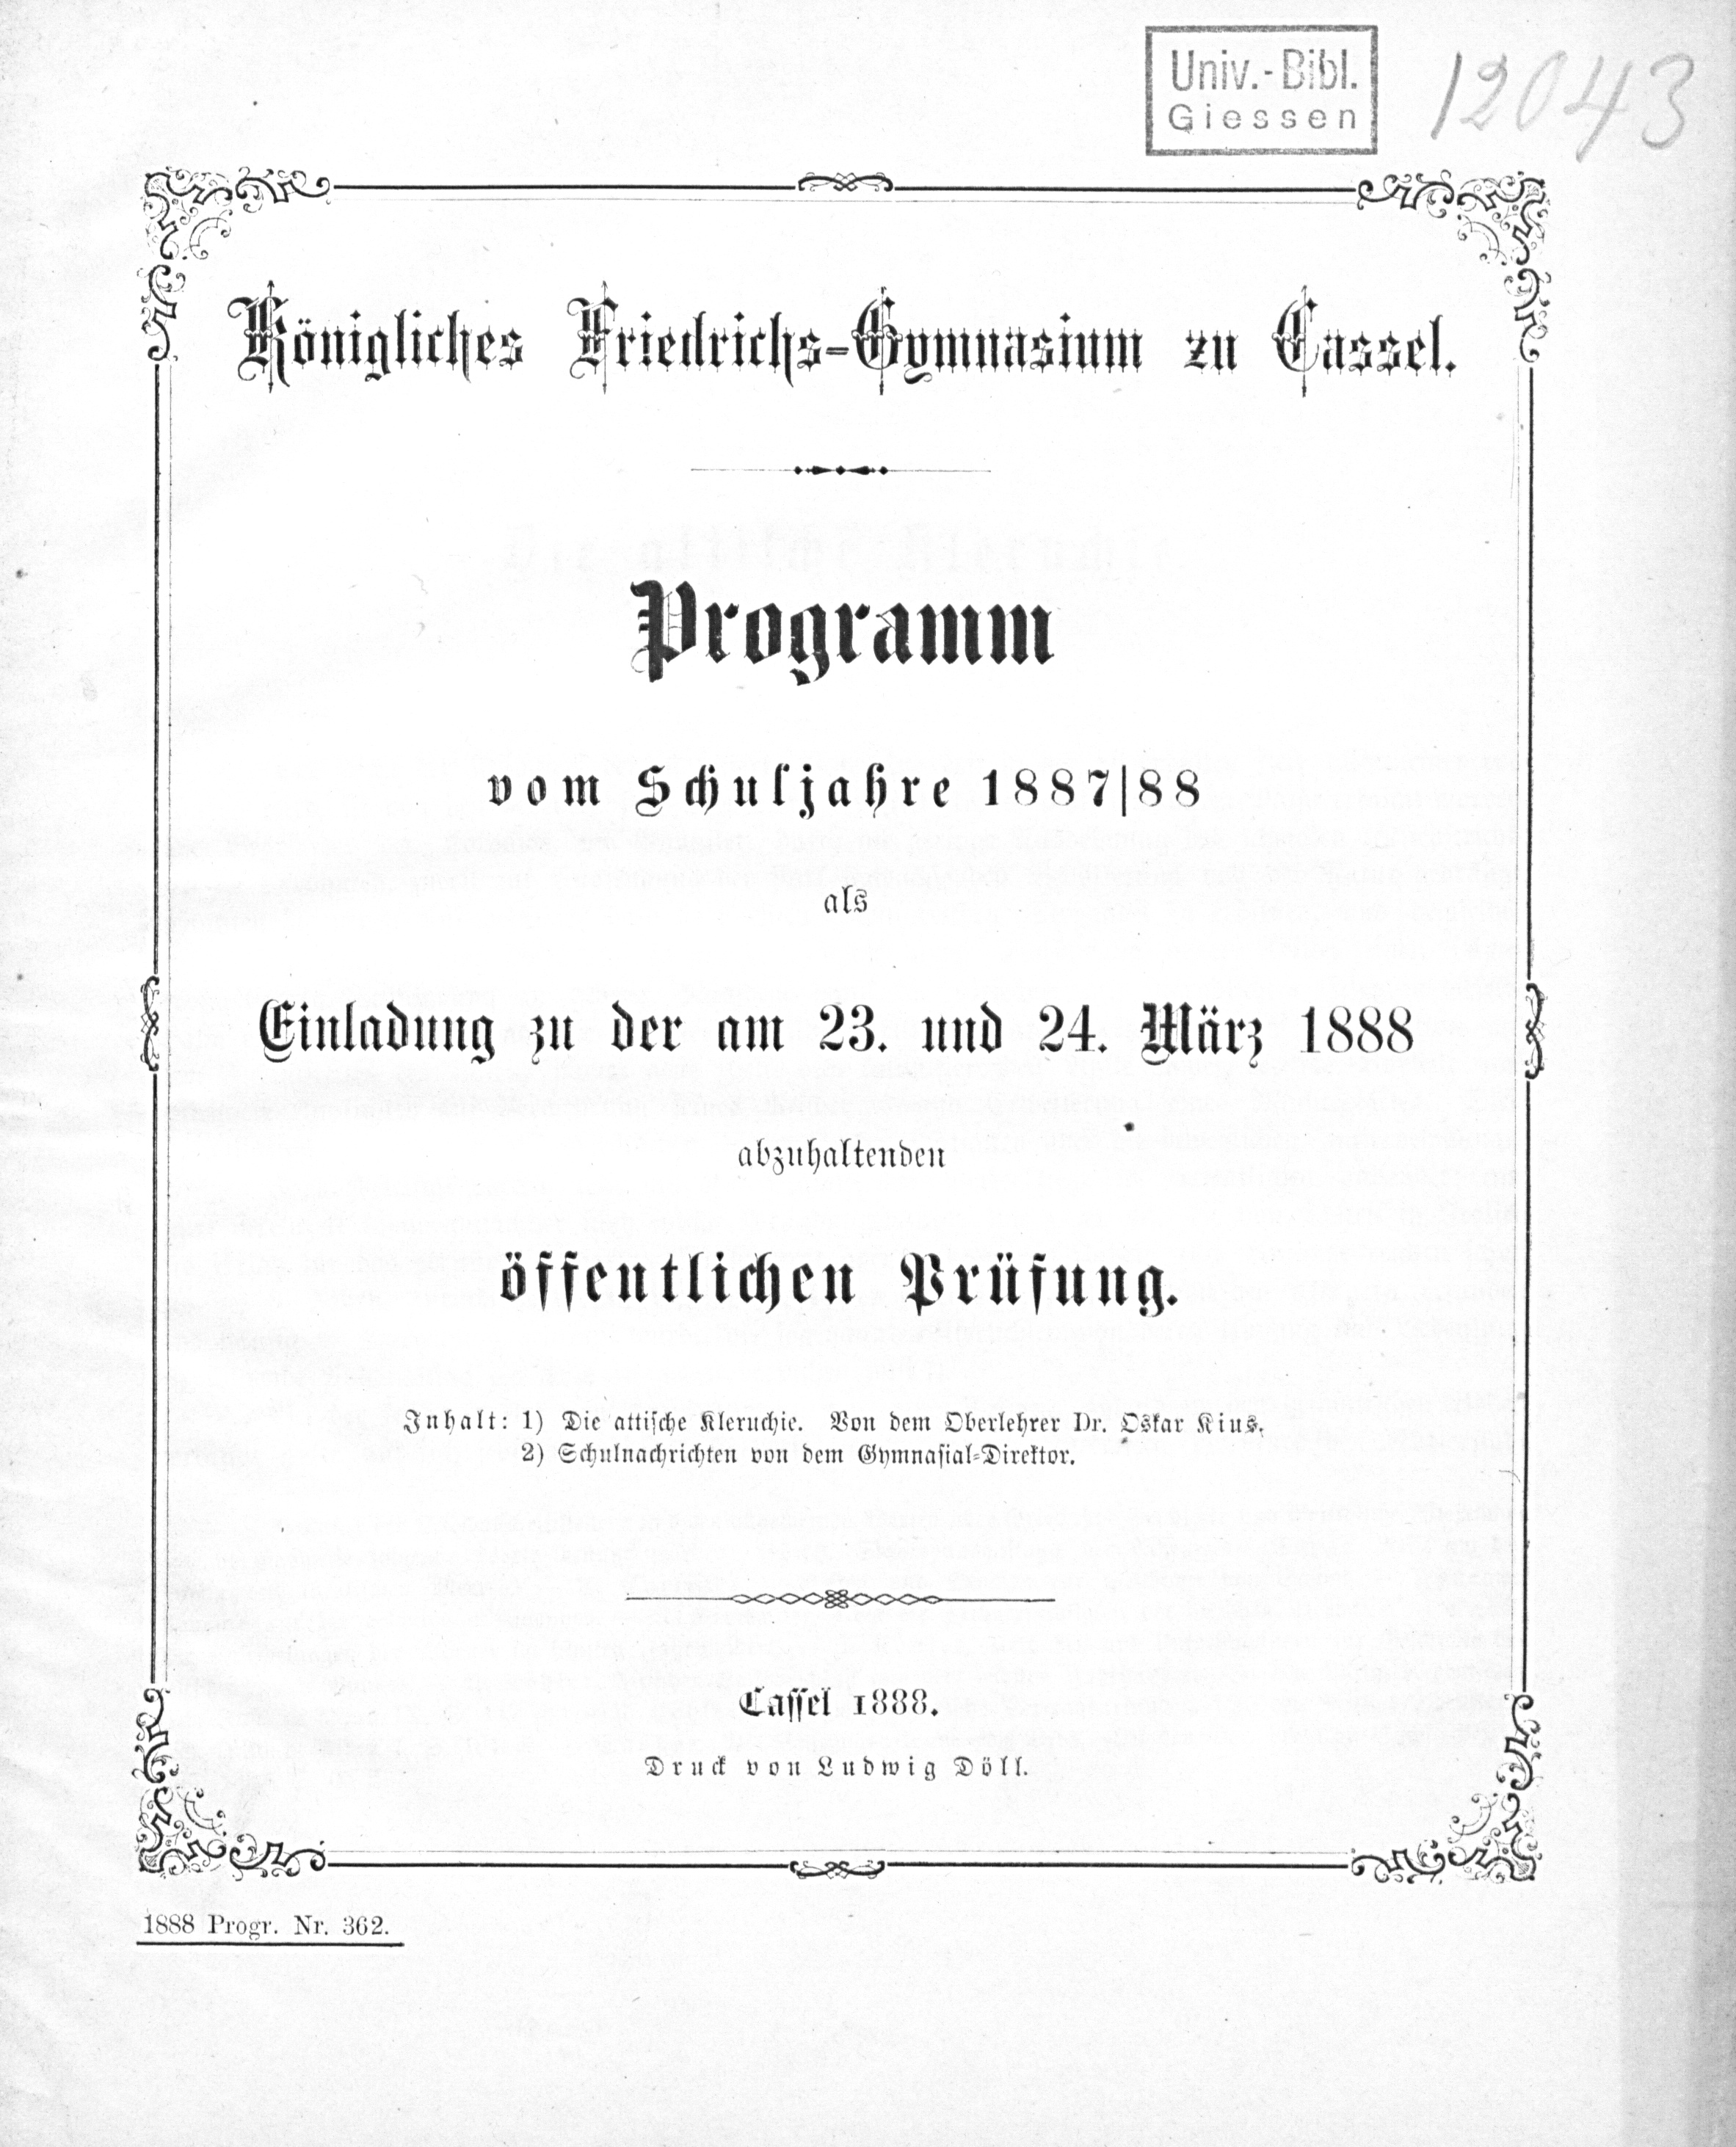 Univ.-Bibl.
Giessen
12043
Königliches Friedrichs-Gymnasium zu Cassel.
Programm
vom Schuljahre 1887|88
als
Einladung zu der am 23. und 24. März 1888
abzuhaltenden
öffentlichen Prüfung.
Inhalt: 1) Die attische Kleruchie. Von dem Oberlehrer Dr. Oskar Kius.
2) Schulnachrichten von dem Gymnasial-Direktor.
Cassel 1888.
Druck von Ludwig Döll.
1888 Progr. Nr. 362.